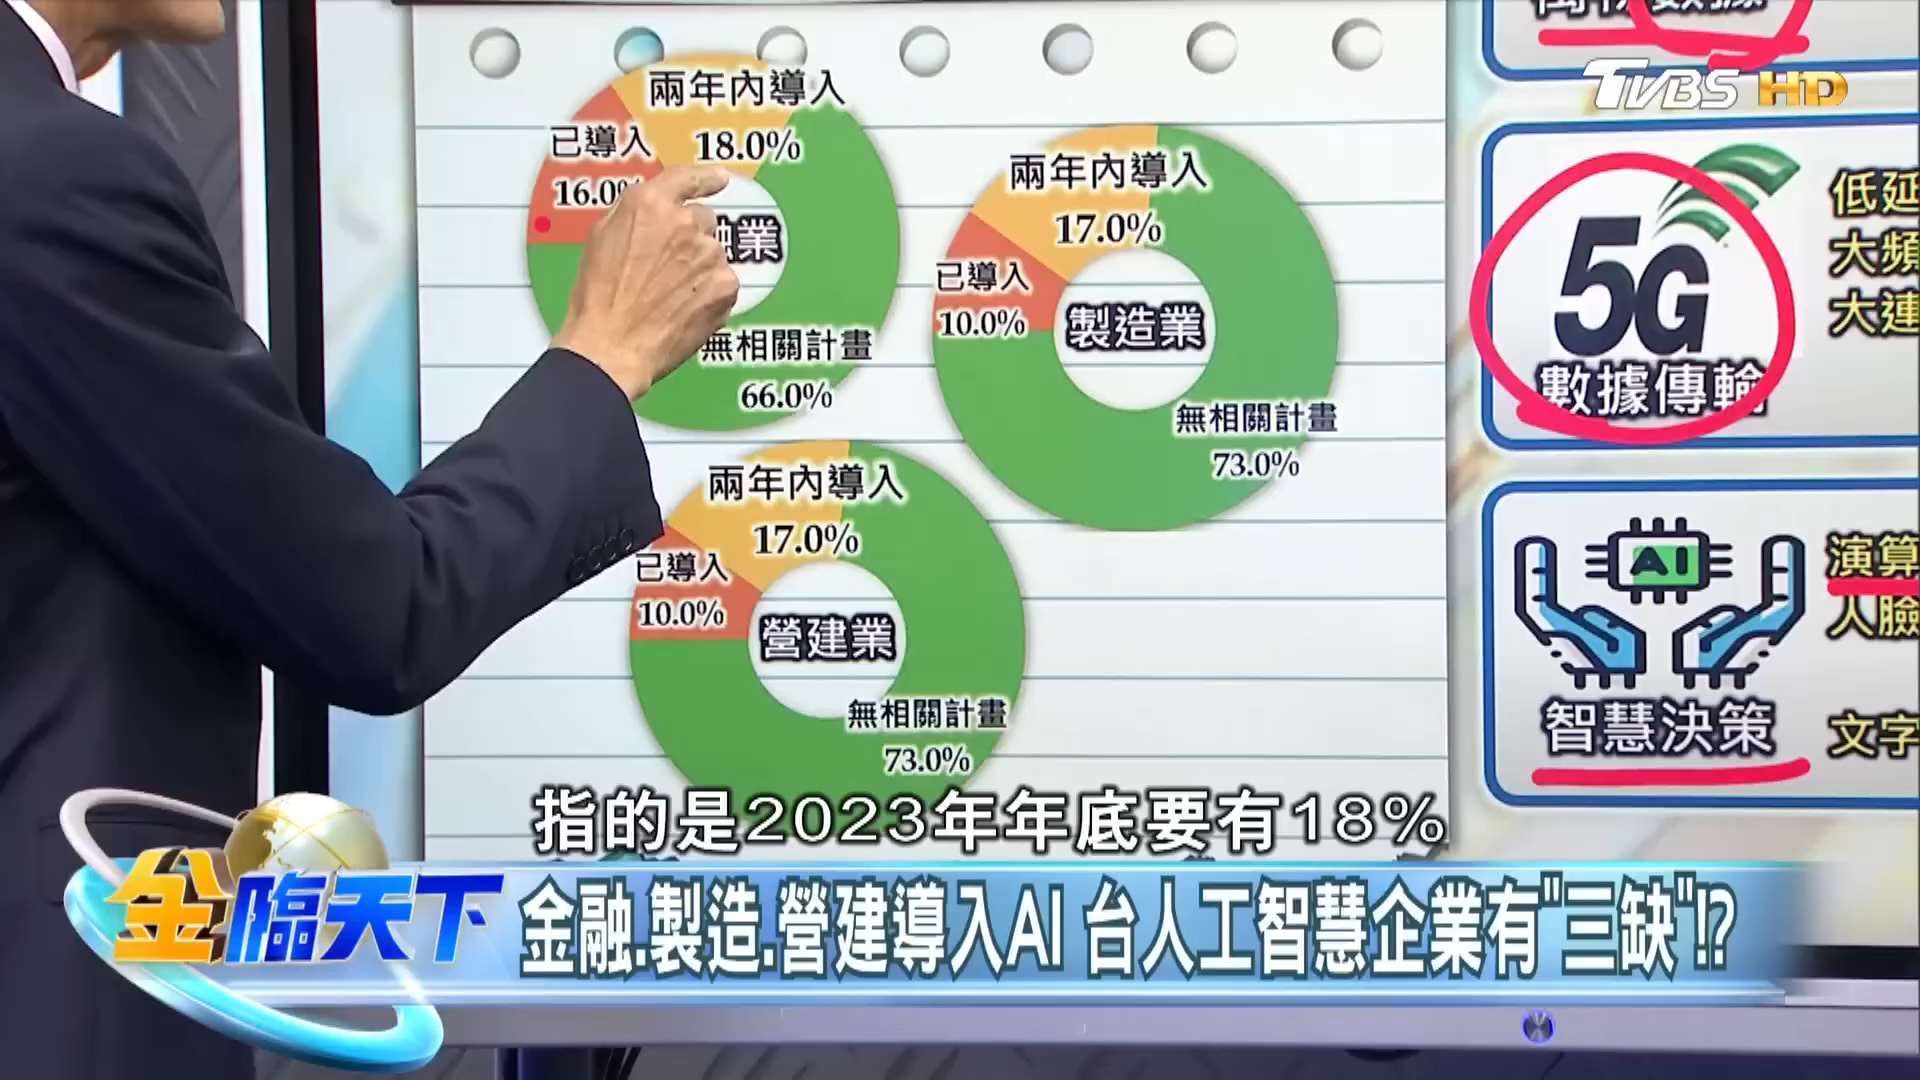 兩年內導入
18.0%
已導入
16.0%
融業
無相關計畫
66.0%
兩年內導入
17.0%
已導入
10.0%
製造業
無相關計畫
73.0%
兩年內導入
17.0%
已導入
10.0%
營建業
無相關計畫
73.0%
數據
TVBS HD
5G
數據傳輸
低延
大頻
大連
AI
智慧決策
演算
人臉
文字
指的是2023年年底要有18%
金臨天下
金融.製造.營建導入AI 台人工智慧企業有"三缺"!?